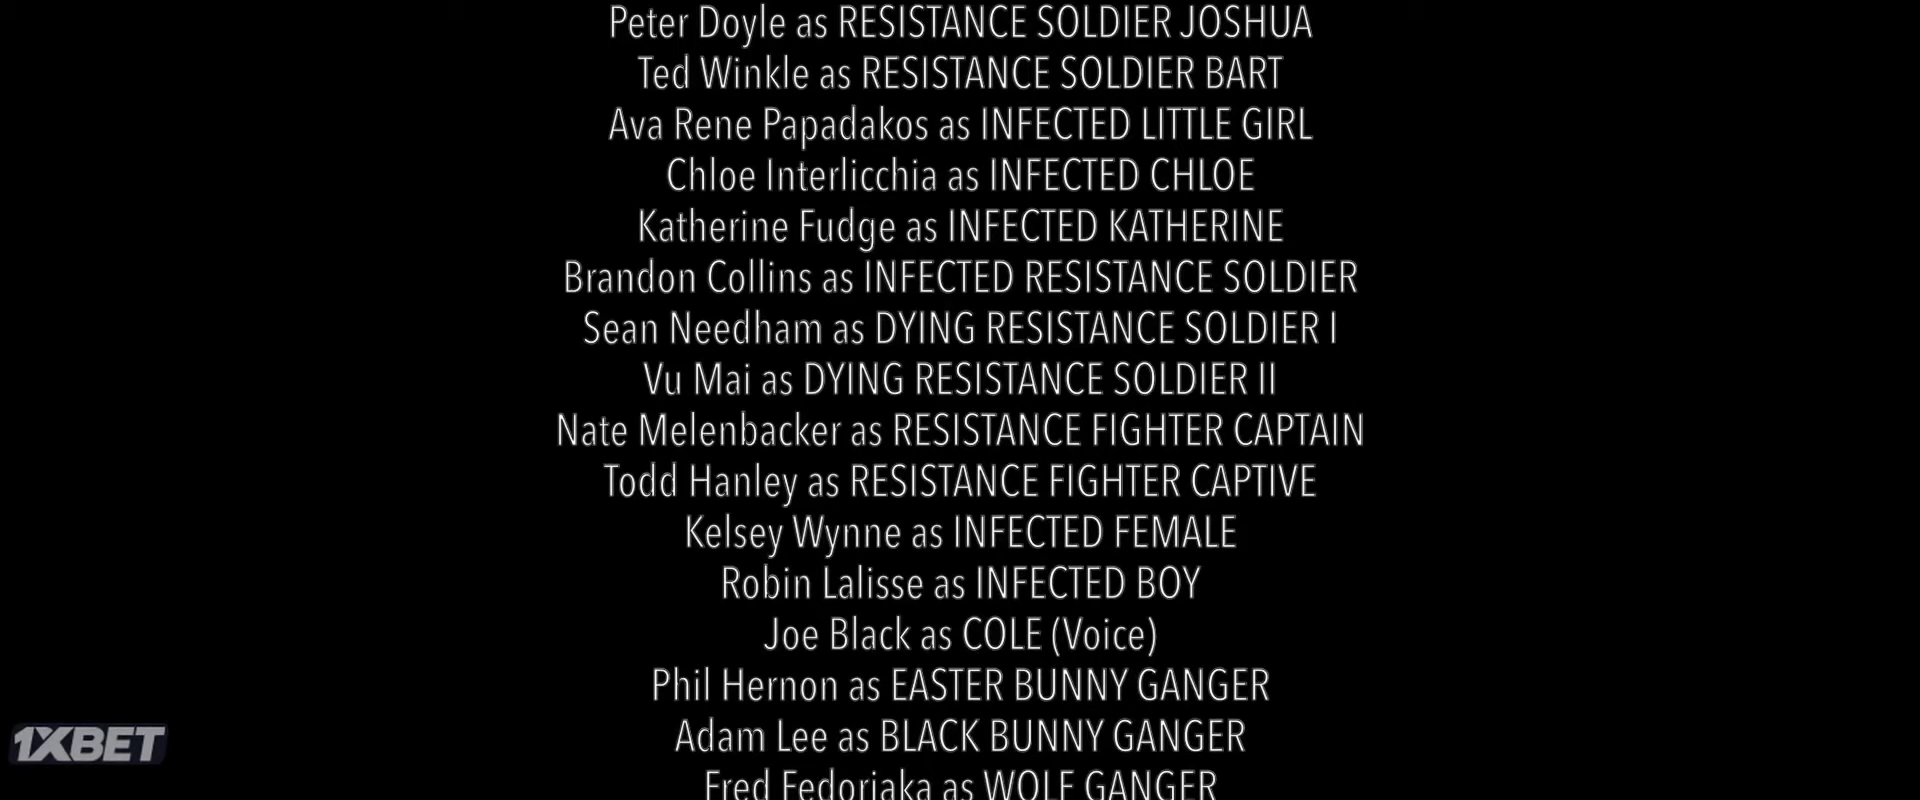 Peter Doyle as RESISTANCE SOLDIER JOSHUA
Ted Winkle as RESISTANCE SOLDIER BART
Ava Rene Papadakos as INFECTED LITTLE GIRL
Chloe Interlicchia as INFECTED CHLOE
Katherine Fudge as INFECTED KATHERINE
Brandon Collins as INFECTED RESISTANCE SOLDIER
Sean Needham as DYING RESISTANCE SOLDIER I
Vu Mai as DYING RESISTANCE SOLDIER II
Nate Melenbacker as RESISTANCE FIGHTER CAPTAIN
Todd Hanley as RESISTANCE FIGHTER CAPTIVE
Kelsey Wynne as INFECTED FEMALE
Robin Lalisse as INFECTED BOY
Joe Black as COLE (Voice)
Phil Hernon as EASTER BUNNY GANGER
Adam Lee as BLACK BUNNY GANGER
Fred Fedorjaka as WOLF GANGER
1XBET